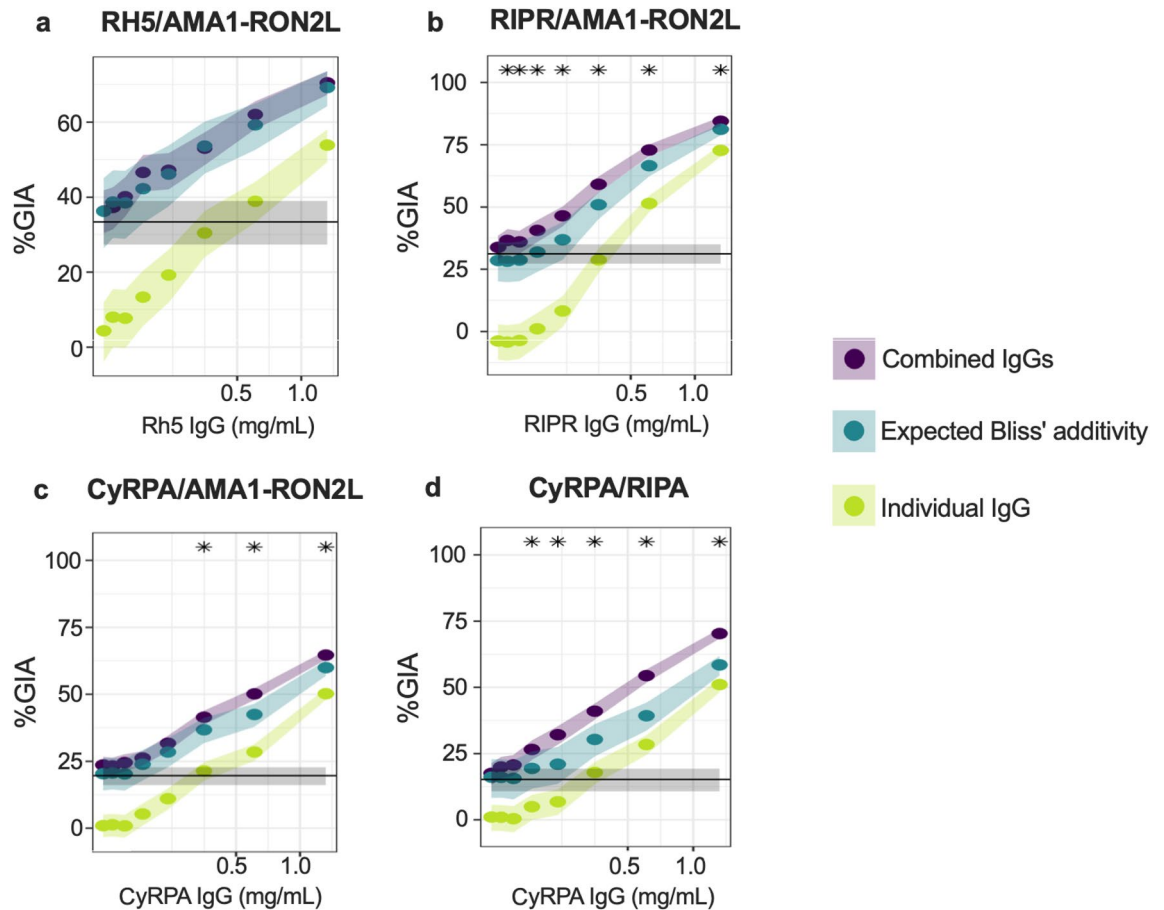 a RH5/AMA1-RON2L
%GIA
60
40
20
0
0.5 1.0
Rh5 IgG (mg/mL)
b RIPR/AMA1-RON2L
%GIA
100
75
50
25
0
* * * * * * *
0.5 1.0
RIPR IgG (mg/mL)
Combined IgGs
Expected Bliss' additivity
Individual IgG
c CyRPA/AMA1-RON2L
%GIA
100
75
50
25
0
* * *
0.5 1.0
CyRPA IgG (mg/mL)
d CyRPA/RIPA
%GIA
100
75
50
25
0
* * * * *
0.5 1.0
CyRPA IgG (mg/mL)